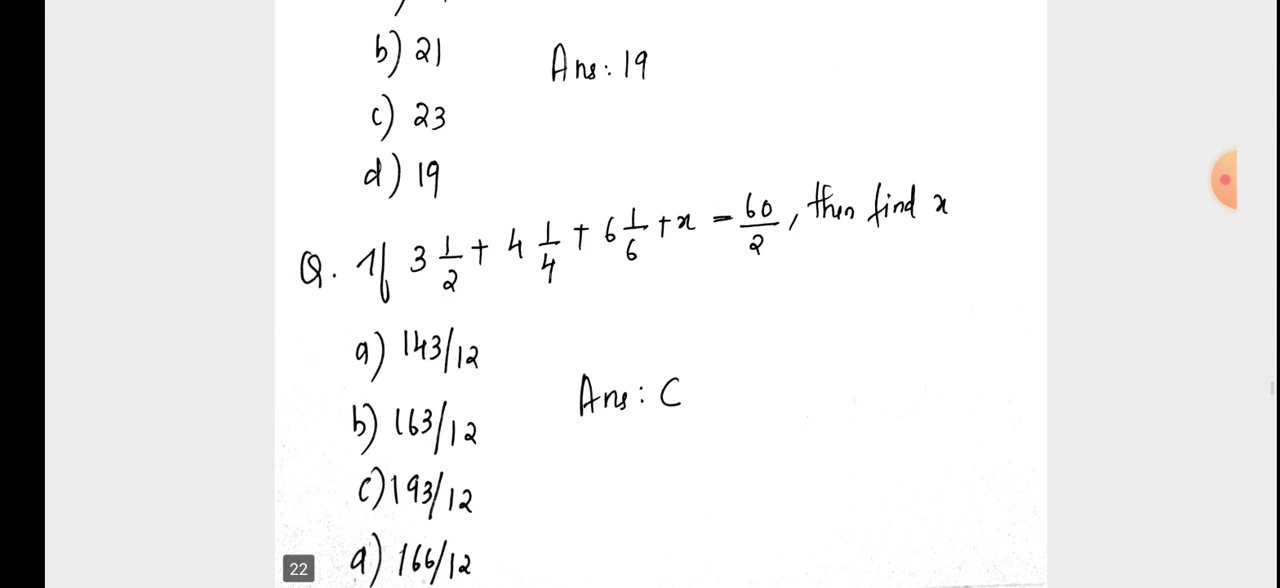 b) 21
Ans: 19
c) 23
d) 19
Q. If 3 1/2 + 4 1/4 + 6 1/6 + x = 60/2, then find x
a) 143/12
Ans: C
b) 163/12
c) 193/12
a) 166/12
22